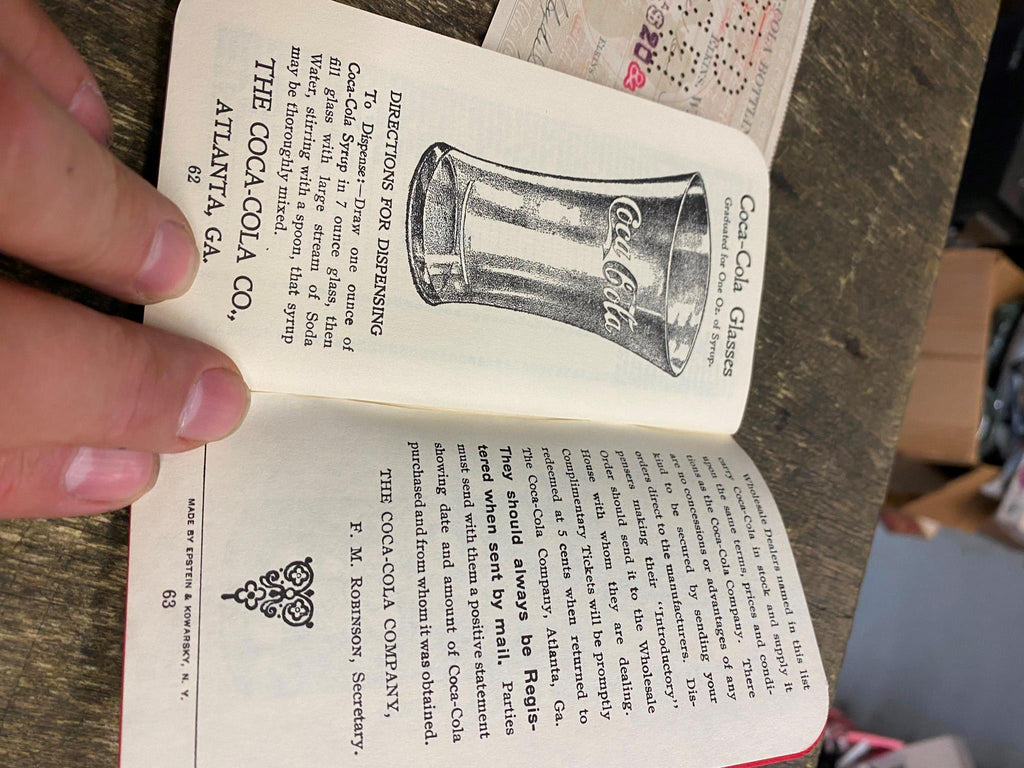 Coca-Cola Glasses
Graduated for One Oz. of Syrup.
Coca Cola
DIRECTIONS FOR DISPENSING
To Dispense:—Draw one ounce of
Coca-Cola Syrup in 7 ounce glass, then
fill glass with large stream of Soda
Water, stirring with a spoon, that syrup
may be thoroughly mixed.
THE COCA-COLA CO.,
ATLANTA, GA.
62
Wholesale Dealers named in this list
carry Coca-Cola in stock and supply it
upon the same terms, prices and condi-
tions as the Coca-Cola Company. There
are no concessions or advantages of any
kind to be secured by sending your
orders direct to the manufacturers. Dis-
pensers making their "Introductory"
Order should send it to the Wholesale
House with whom they are dealing.
Complimentary Tickets will be promptly
redeemed at 5 cents when returned to
The Coca-Cola Company, Atlanta, Ga.
They should always be Regis-
tered when sent by mail. Parties
must send with them a positive statement
showing date and amount of Coca-Cola
purchased and from whom it was obtained.
THE COCA-COLA COMPANY,
F. M. ROBINSON, Secretary.
MADE BY EPSTEIN & KOWARSKY, N. Y.
63